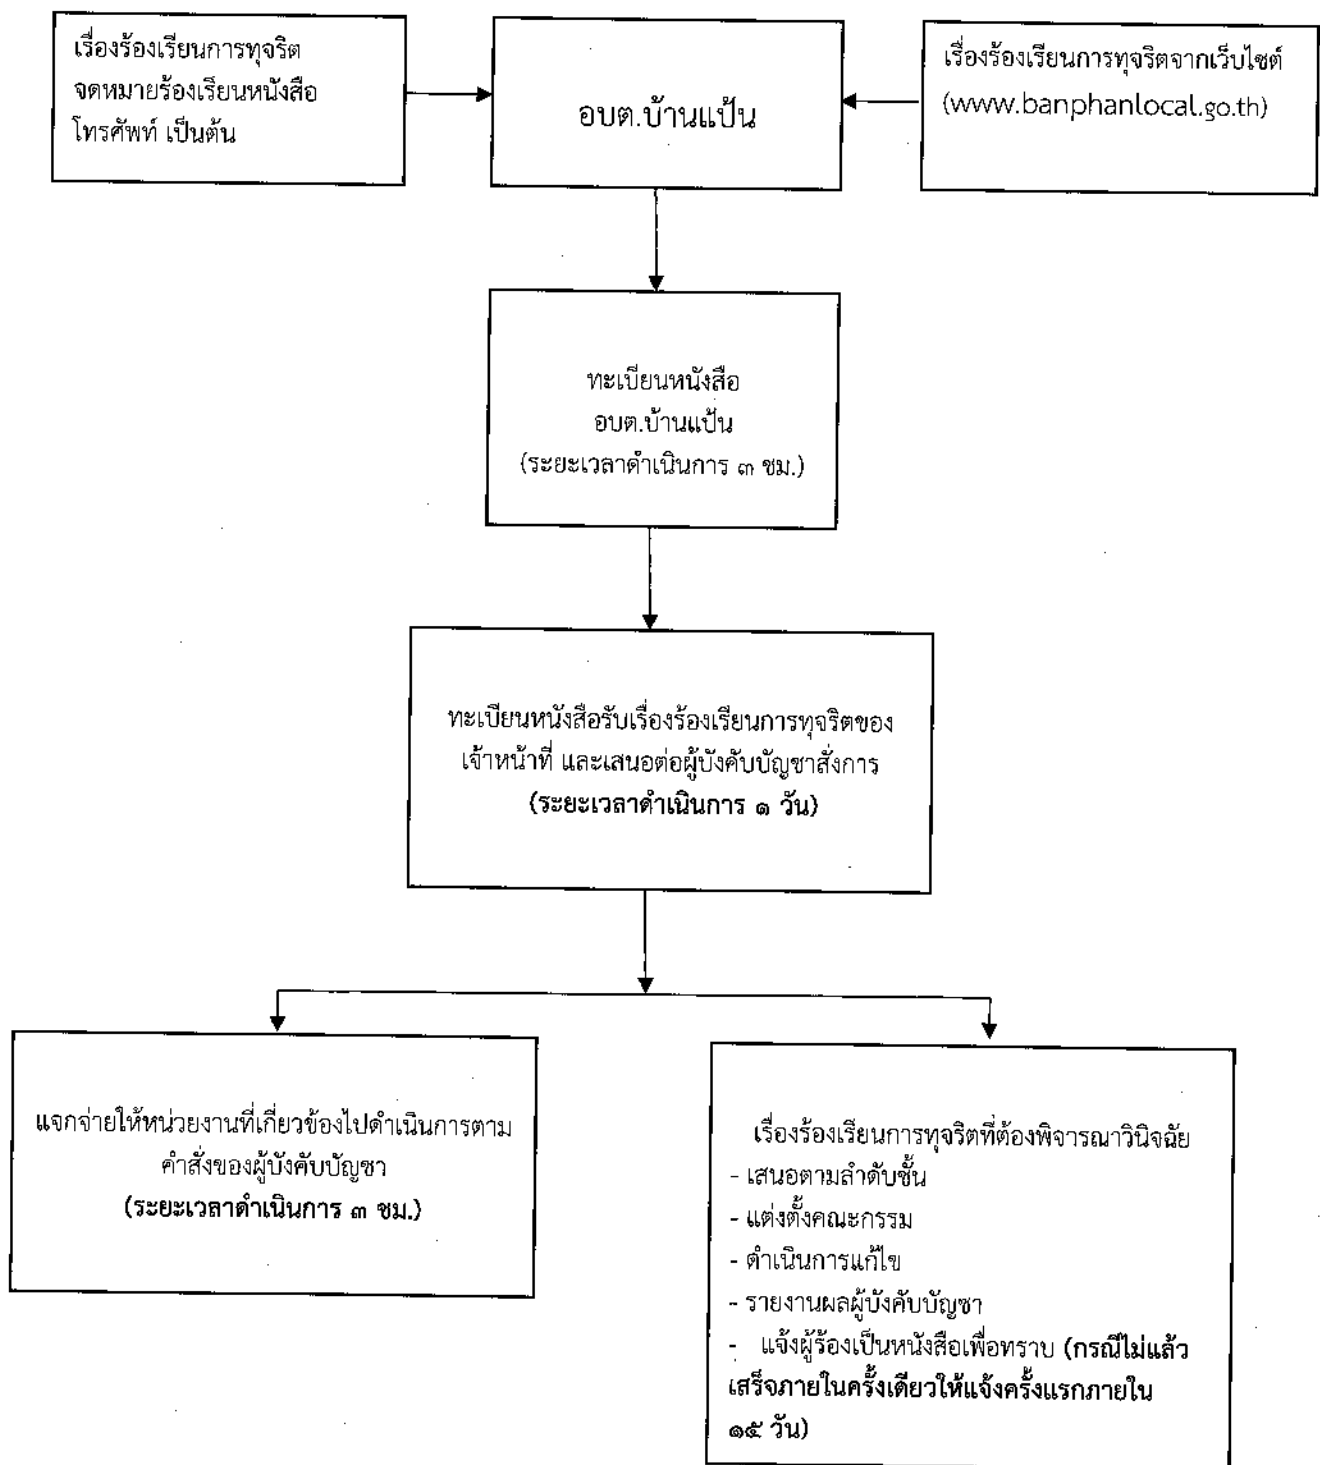 เรื่องร้องเรียนการทุจริต
จดหมายร้องเรียนหนังสือ
โทรศัพท์ เป็นต้น
อบต.บ้านแป้น
เรื่องร้องเรียนการทุจริตจากเว็บไซต์
(www.banphanlocal.go.th)
ทะเบียนหนังสือ
อบต.บ้านแป้น
(ระยะเวลาดำเนินการ ๓ ชม.)
ทะเบียนหนังสือรับเรื่องร้องเรียนการทุจริตของ
เจ้าหน้าที่ และเสนอต่อผู้บังคับบัญชาสั่งการ
(ระยะเวลาดำเนินการ ๑ วัน)
แจกจ่ายให้หน่วยงานที่เกี่ยวข้องไปดำเนินการตาม
คำสั่งของผู้บังคับบัญชา
(ระยะเวลาดำเนินการ ๓ ชม.)
เรื่องร้องเรียนการทุจริตที่ต้องพิจารณาวินิจฉัย
- เสนอตามลำดับชั้น
- แต่งตั้งคณะกรรม
- ดำเนินการแก้ไข
- รายงานผลผู้บังคับบัญชา
- แจ้งผู้ร้องเป็นหนังสือเพื่อทราบ (กรณีไม่แล้ว
เสร็จภายในครั้งเดียวให้แจ้งครั้งแรกภายใน
๑๕ วัน)